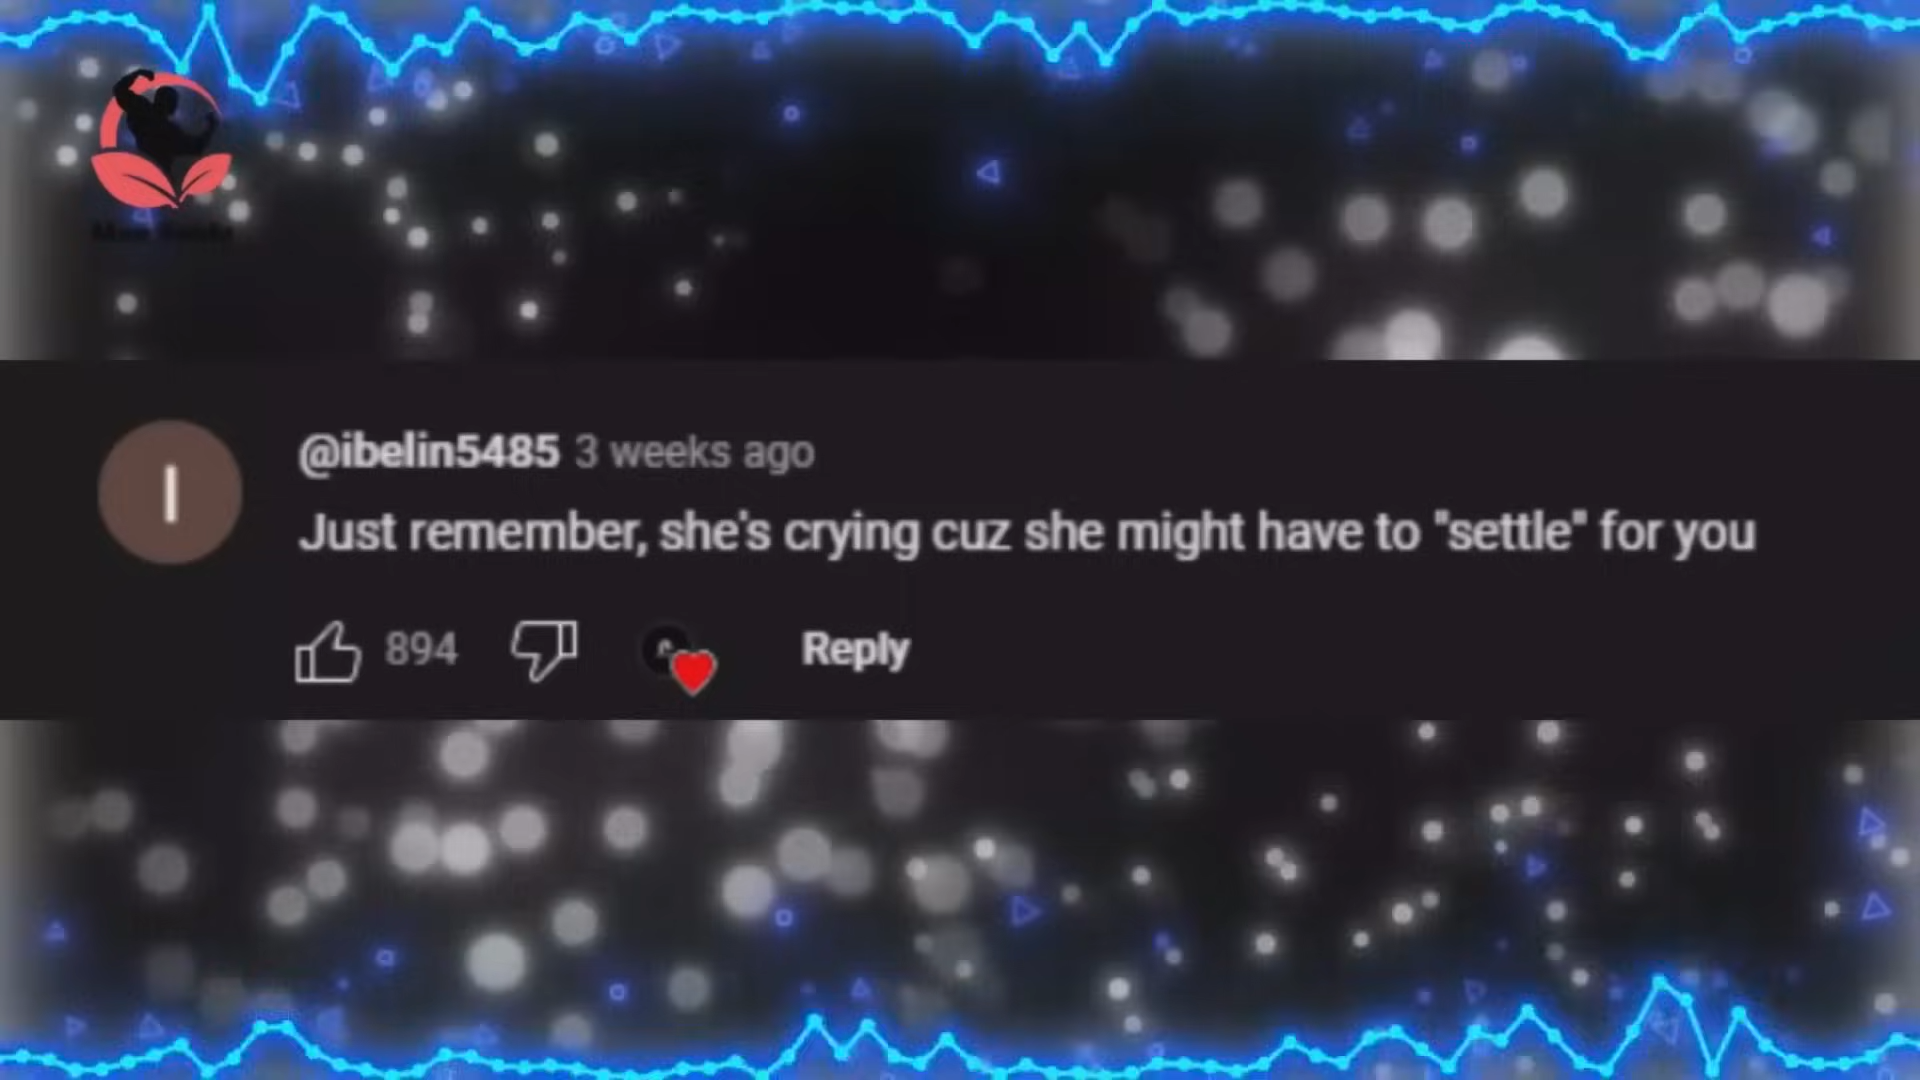 @ibelin5485 3 weeks ago
Just remember, she's crying cuz she might have to "settle" for you
894
Reply